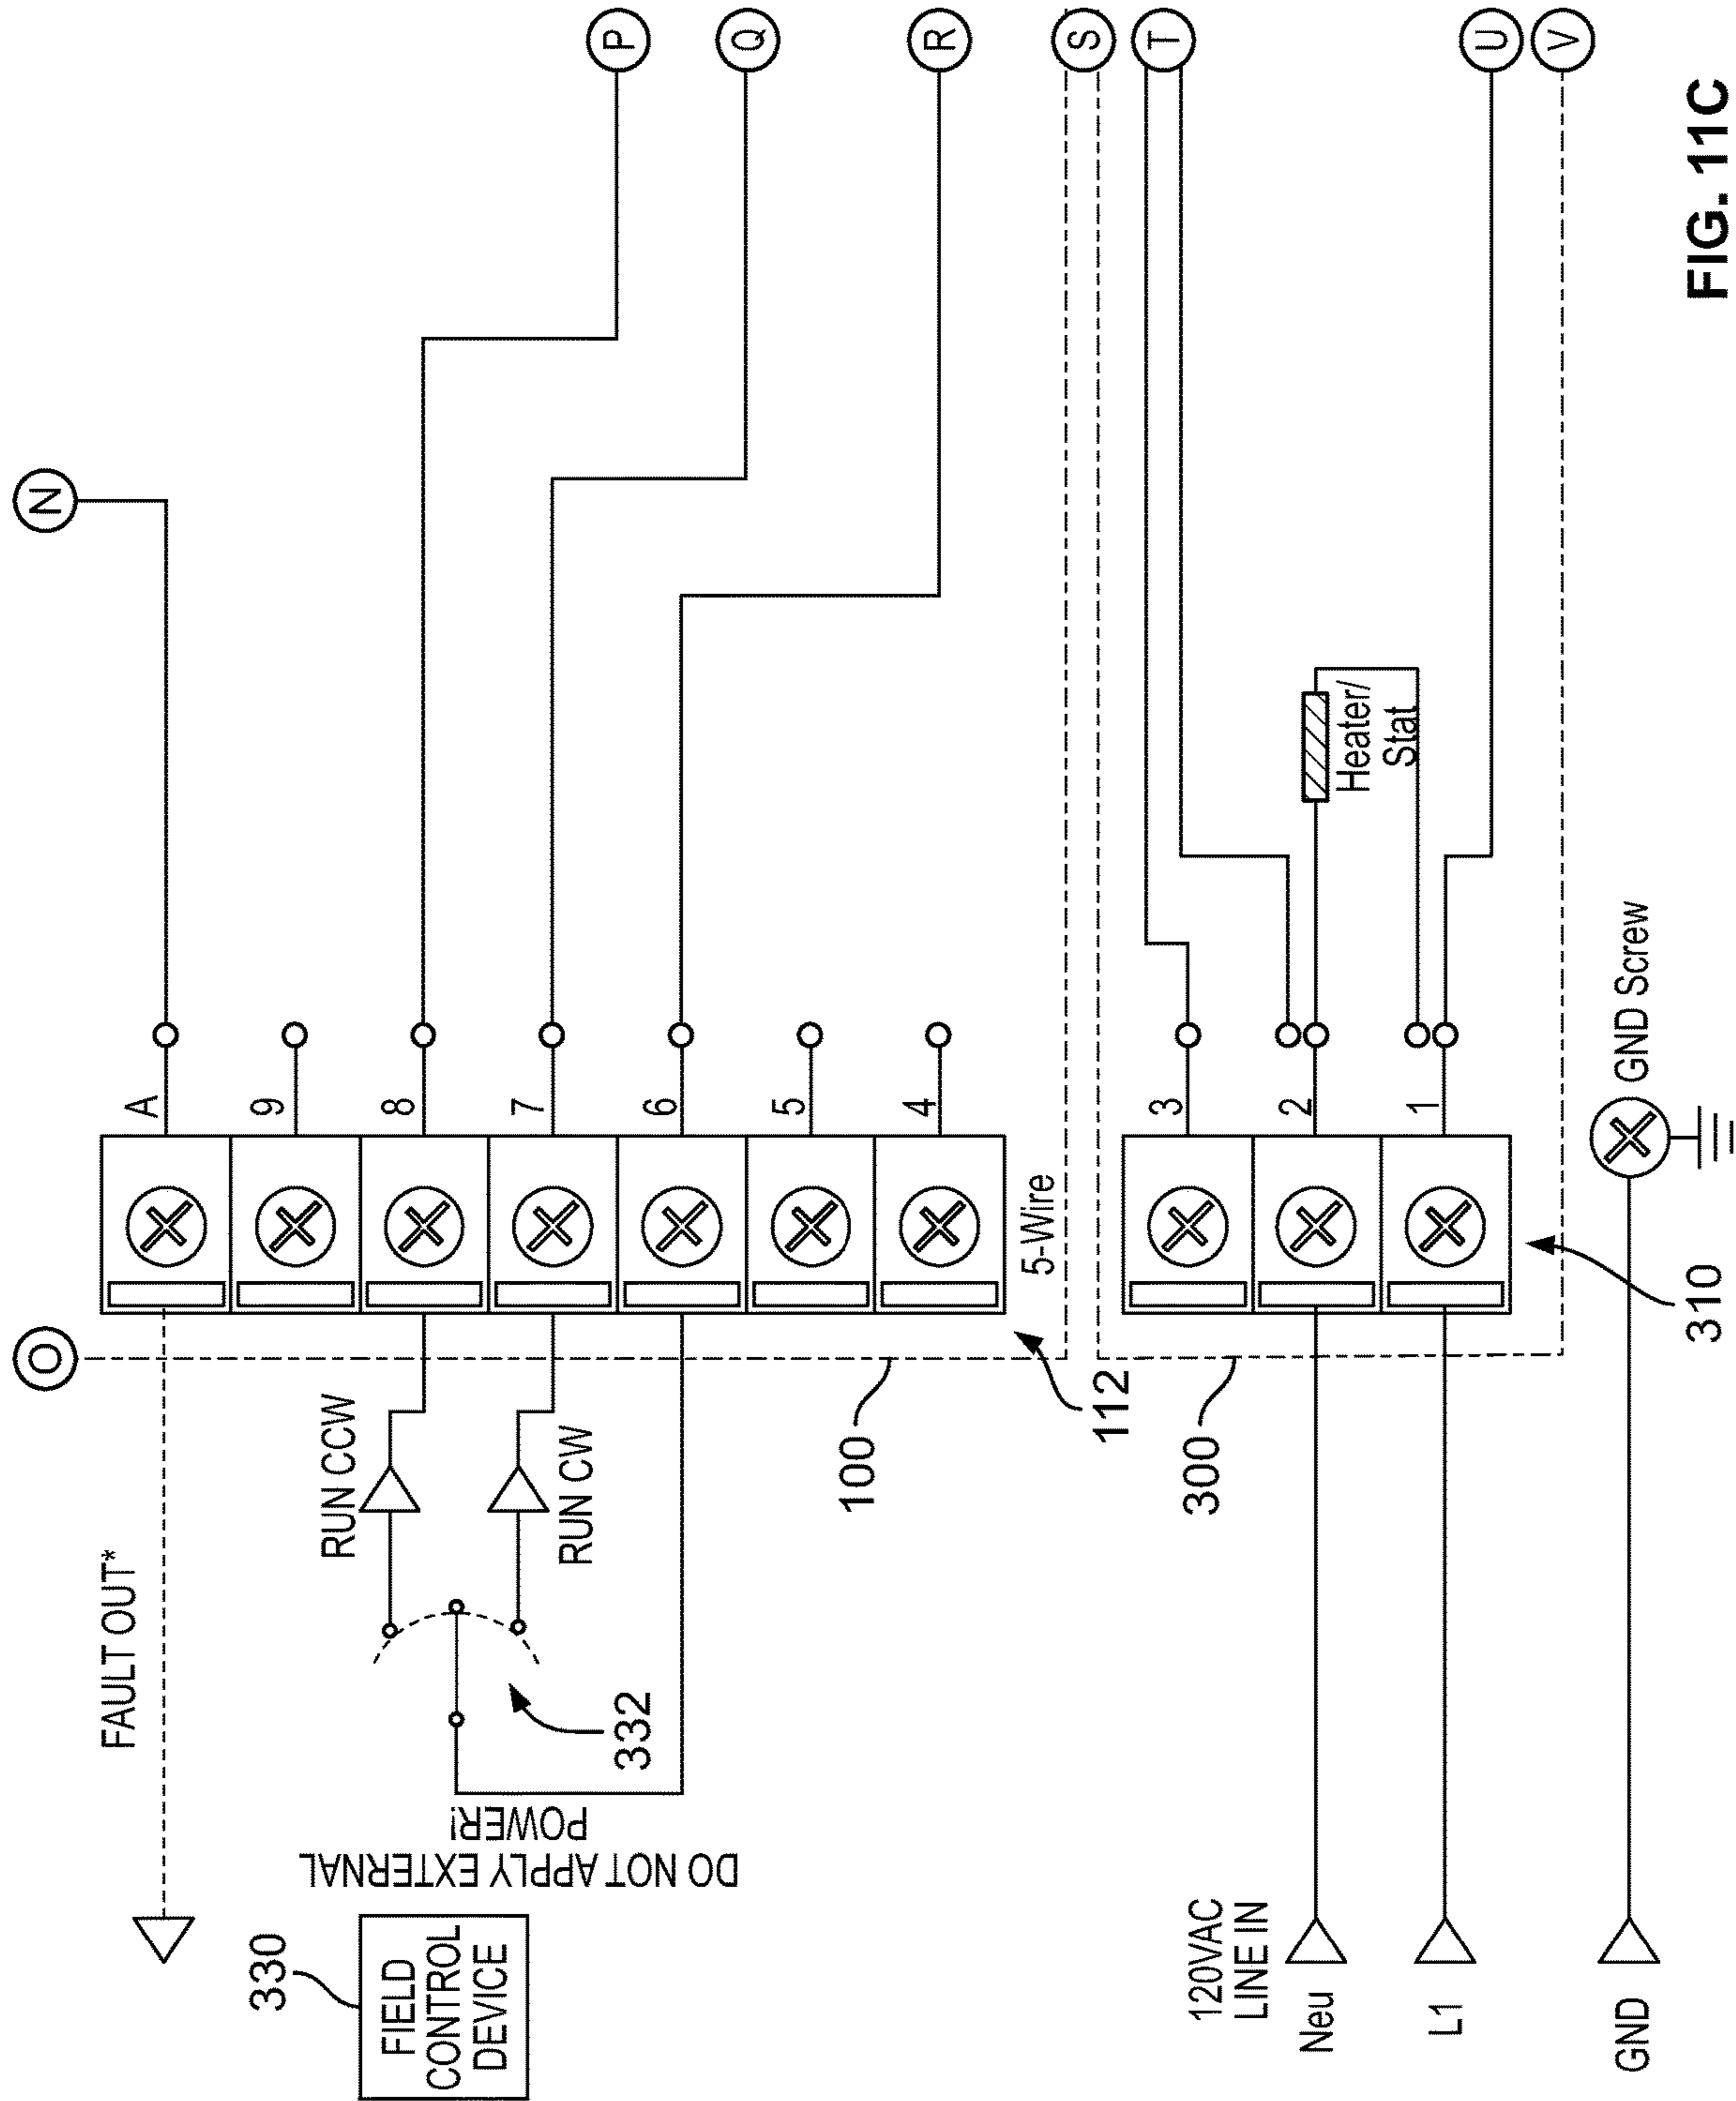 N
O
P
Q
R
S
T
U
V
A
9
8
7
6
5
4
5-Wire
FAULT OUT*
RUN CCW
RUN CW
332
DO NOT APPLY EXTERNAL
POWER!
330
FIELD
CONTROL
DEVICE
100
112
300
3
2
1
Heater/
Stat
120VAC
LINE IN
Neu
L1
GND
GND Screw
310
FIG. 11C